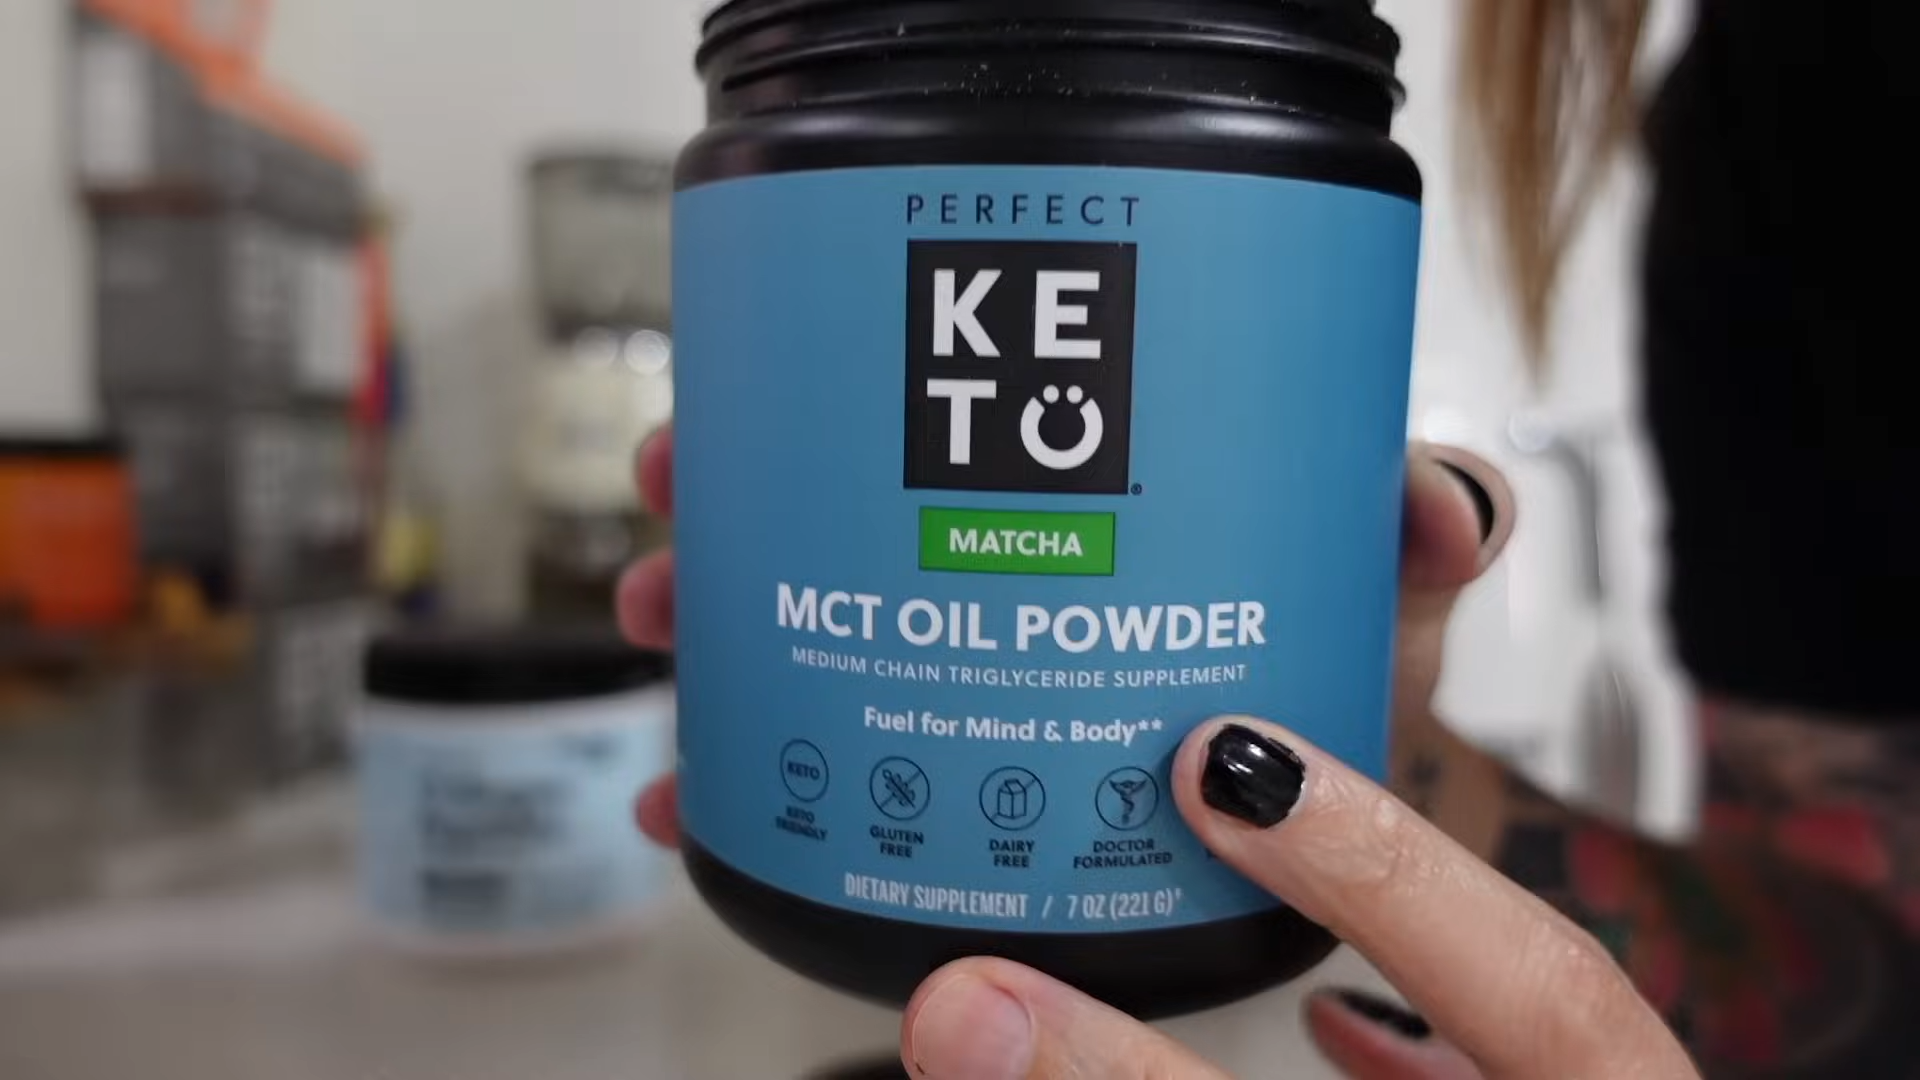 PERFECT
KE
TÖ®
MATCHA
MCT OIL POWDER
MEDIUM CHAIN TRIGLYCERIDE SUPPLEMENT
Fuel for Mind & Body**
KETO
KETO FRIENDLY
GLUTEN FREE
DAIRY FREE
DOCTOR FORMULATED
DIETARY SUPPLEMENT / 7 OZ (221 G)*